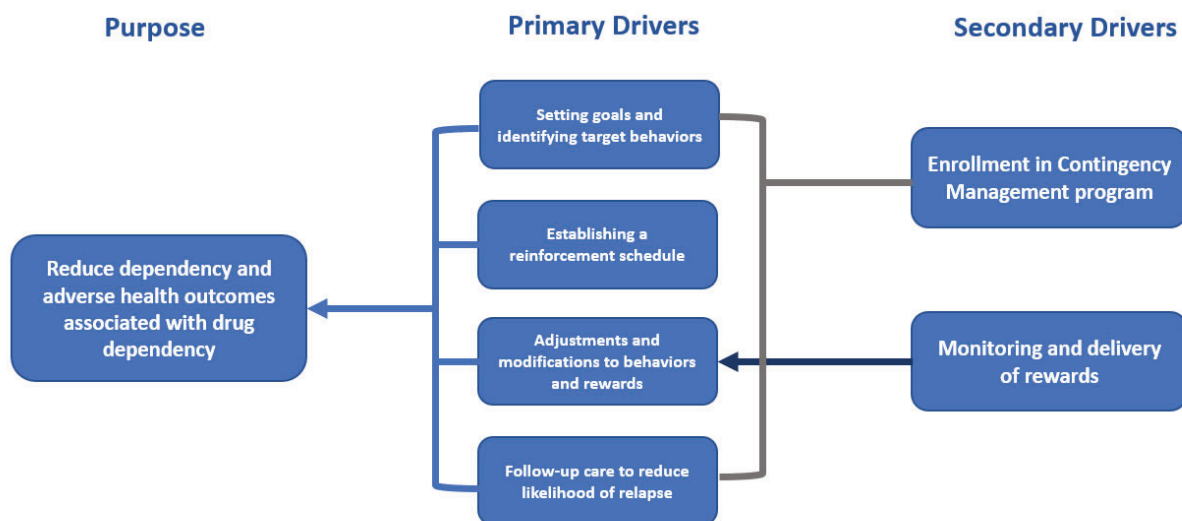 Purpose
Primary Drivers
Secondary Drivers
Setting goals and
identifying target behaviors
Enrollment in Contingency
Management program
Establishing a
reinforcement schedule
Reduce dependency and
adverse health outcomes
associated with drug
dependency
Adjustments and
modifications to behaviors
and rewards
Monitoring and delivery
of rewards
Follow-up care to reduce
likelihood of relapse